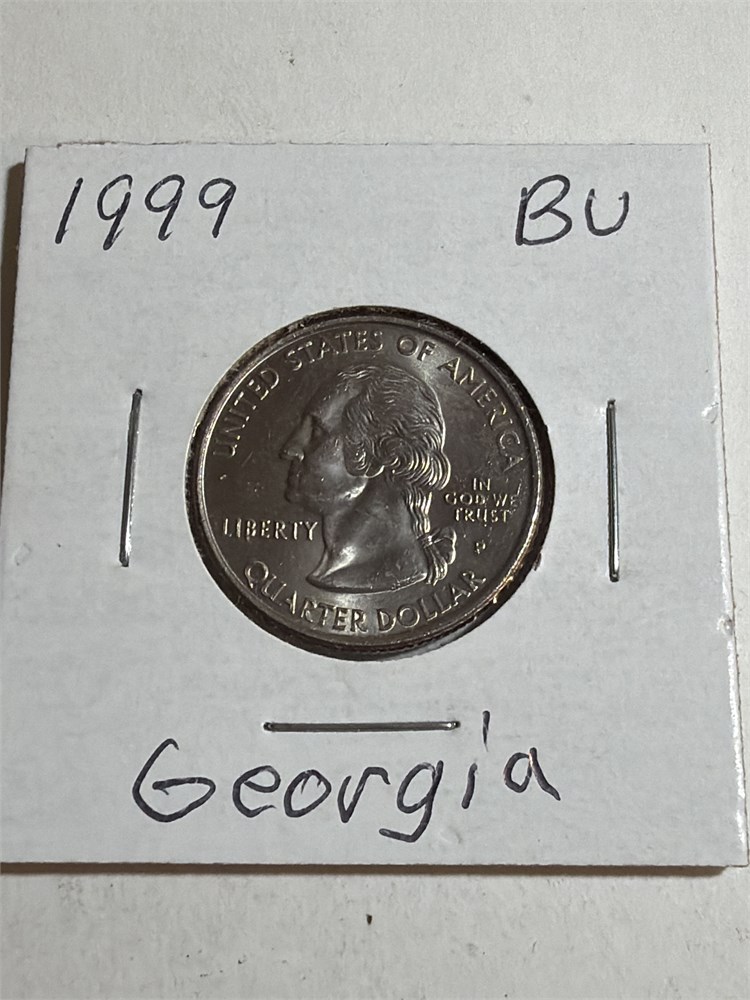 1999 BU
UNITED STATES OF AMERICA
LIBERTY
IN
GOD WE
TRUST
P
QUARTER DOLLAR
Georgia